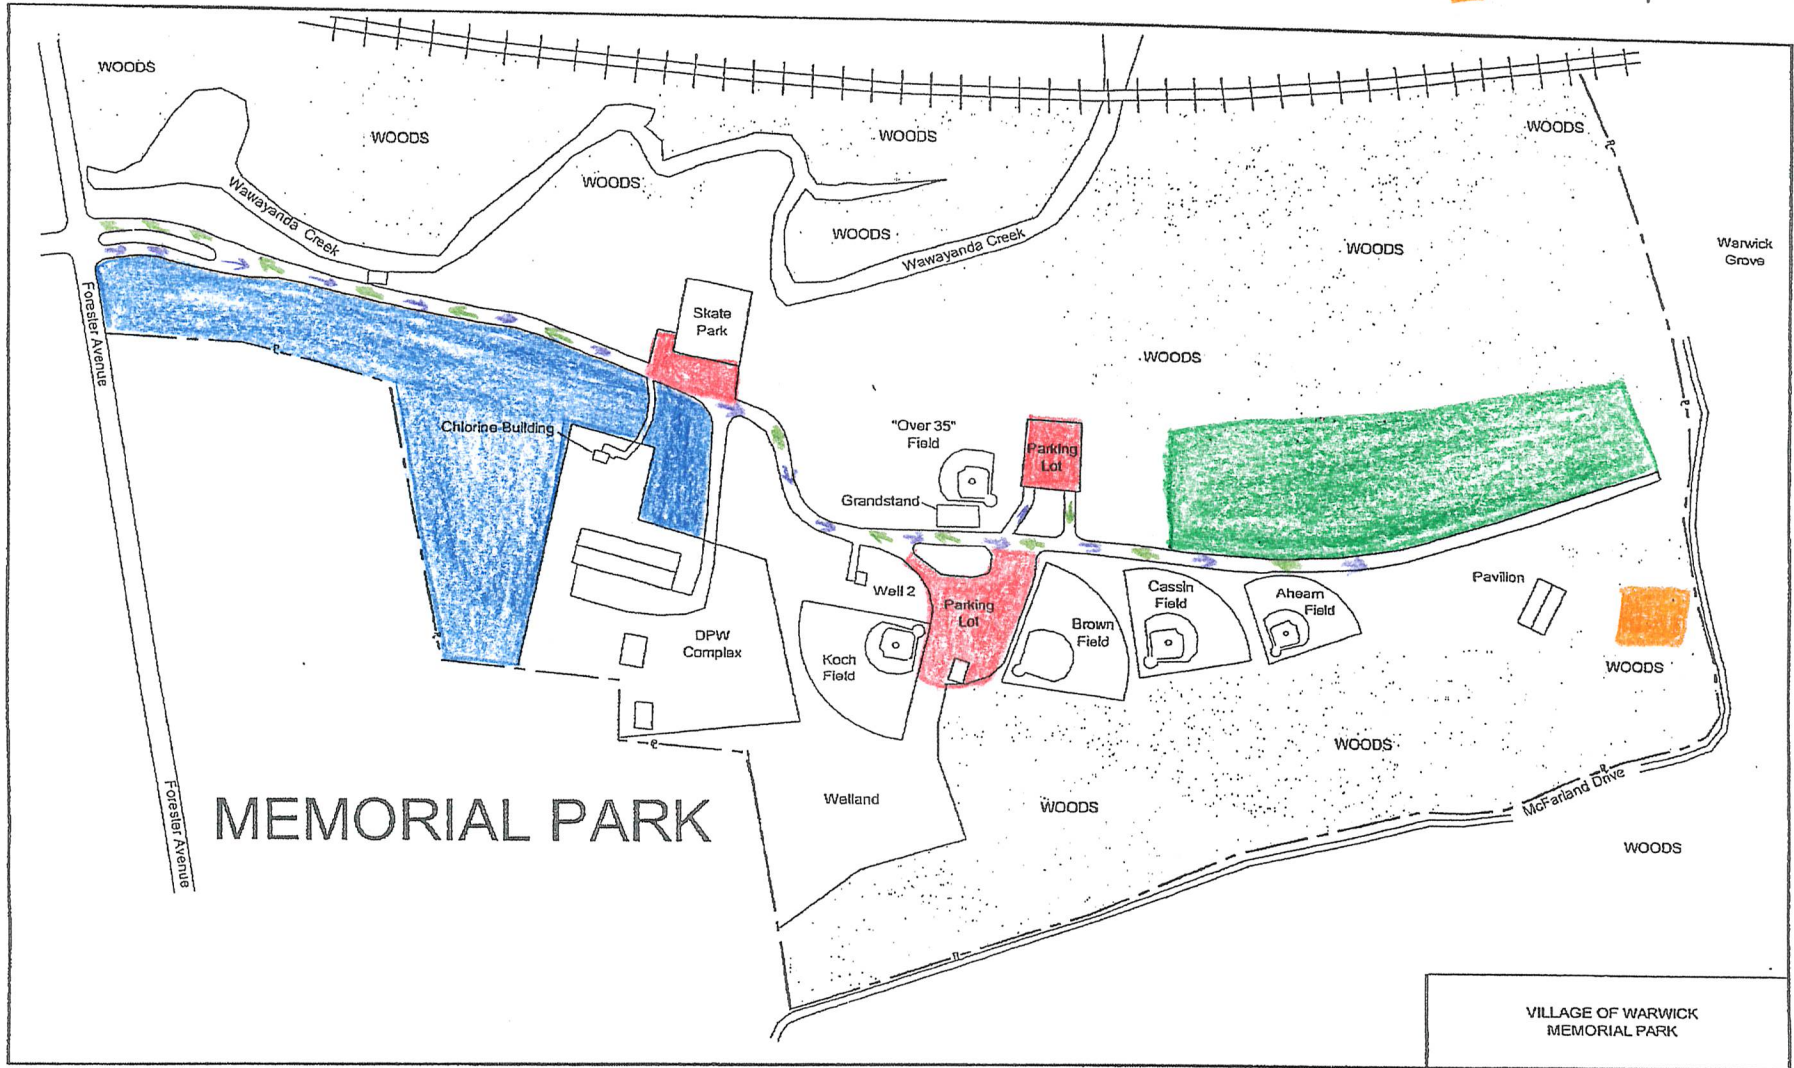 WOODS
WOODS
WOODS
WOODS
WOODS
Wawayanda Creek
WOODS
Wawayanda Creek
WOODS
Warwick
Grove
Skate
Park
Forester Avenue
WOODS
Chlorine Building
"Over 35"
Field
Parking
Lot
Grandstand
Well 2
Parking
Lot
Cassin
Field
Ahearn
Field
Pavilion
Brown
Field
DPW
Complex
Koch
Field
WOODS
WOODS
Forester Avenue
MEMORIAL PARK
Welland
WOODS
McFarland Drive
WOODS
VILLAGE OF WARWICK
MEMORIAL PARK